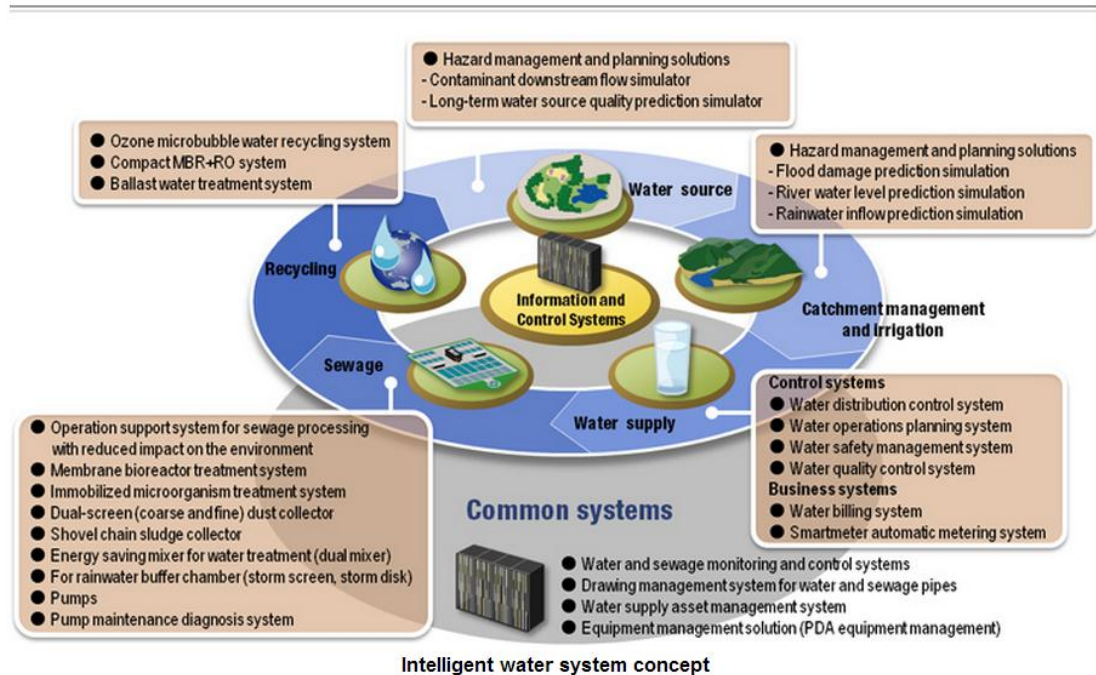 ● Hazard management and planning solutions
- Contaminant downstream flow simulator
- Long-term water source quality prediction simulator
● Ozone microbubble water recycling system
● Compact MBR+RO system
● Ballast water treatment system
● Hazard management and planning solutions
- Flood damage prediction simulation
- River water level prediction simulation
- Rainwater inflow prediction simulation
Water source
Recycling
Information and
Control Systems
Catchment management
and irrigation
Sewage
Water supply
Control systems
● Water distribution control system
● Water operations planning system
● Water safety management system
● Water quality control system
Business systems
● Water billing system
● Smartmeter automatic metering system
● Operation support system for sewage processing
with reduced impact on the environment
● Membrane bioreactor treatment system
● Immobilized microorganism treatment system
● Dual-screen (coarse and fine) dust collector
● Shovel chain sludge collector
● Energy saving mixer for water treatment (dual mixer)
● For rainwater buffer chamber (storm screen, storm disk)
● Pumps
● Pump maintenance diagnosis system
Common systems
● Water and sewage monitoring and control systems
● Drawing management system for water and sewage pipes
● Water supply asset management system
● Equipment management solution (PDA equipment management)
Intelligent water system concept